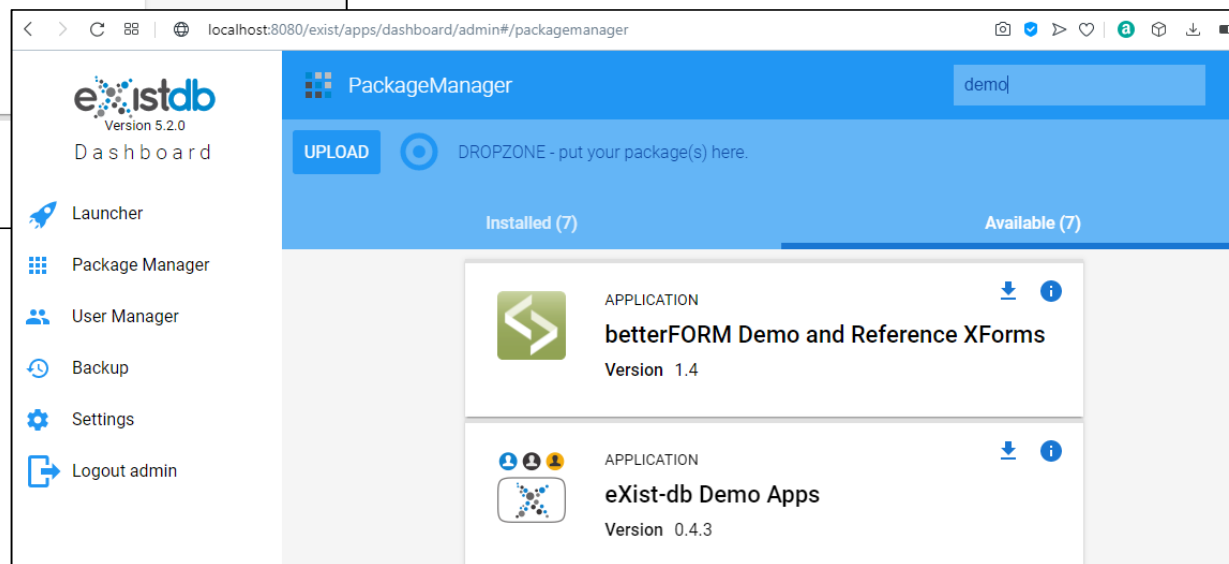 localhost:8080/exist/apps/dashboard/admin#/packagemanager
a
eXistdb
Version 5.2.0
Dashboard
Launcher
Package Manager
User Manager
Backup
Settings
Logout admin
PackageManager
demo
UPLOAD
DROPZONE - put your package(s) here.
Installed (7)
Available (7)
APPLICATION
betterFORM Demo and Reference XForms
Version 1.4
APPLICATION
eXist-db Demo Apps
Version 0.4.3